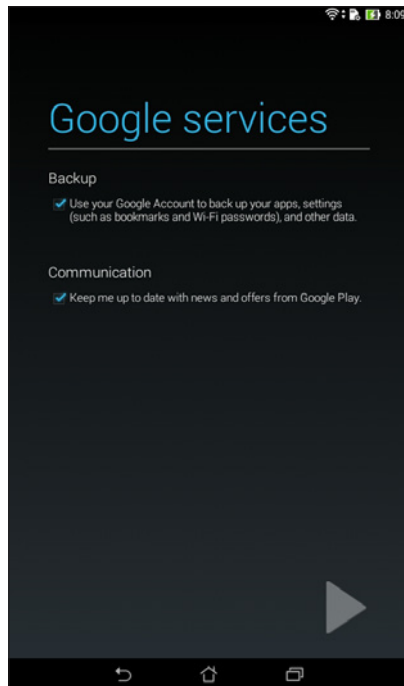 8:09
Google services
Backup
Use your Google Account to back up your apps, settings
(such as bookmarks and Wi-Fi passwords), and other data.
Communication
Keep me up to date with news and offers from Google Play.